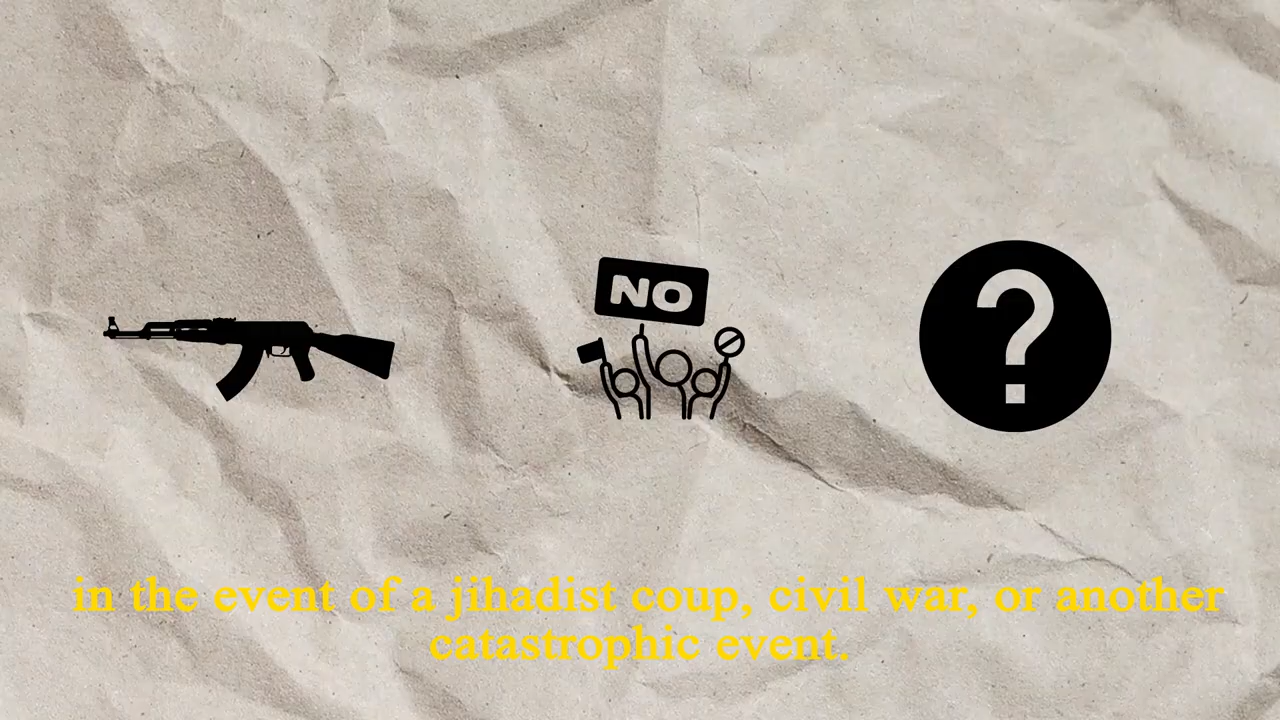 NO
?
in the event of a jihadist coup, civil war, or another
catastrophic event.